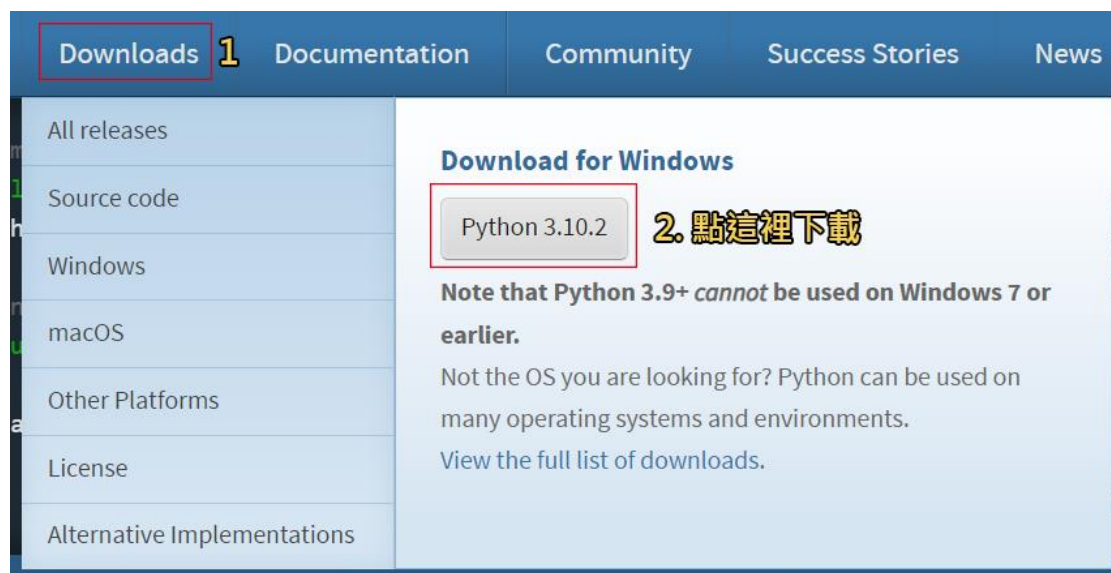 Downloads 1 Documentation Community Success Stories News
All releases
Source code
Windows
macOS
Other Platforms
License
Alternative Implementations
Download for Windows
Python 3.10.2 2. 點這裡下載
Note that Python 3.9+ cannot be used on Windows 7 or
earlier.
Not the OS you are looking for? Python can be used on
many operating systems and environments.
View the full list of downloads.